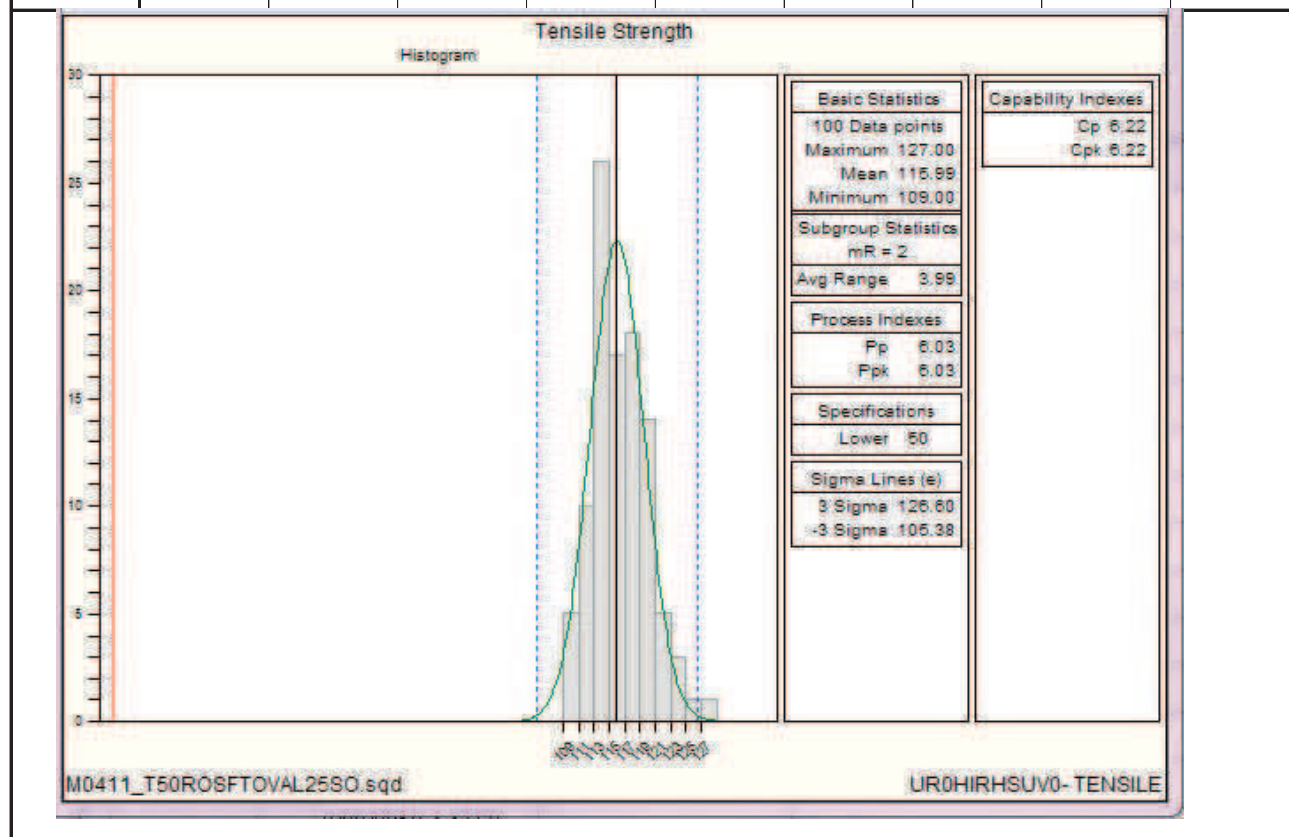 Tensile Strength
Histogram
30
25
20
15
10
5
0
Basic Statistics
100 Data points
Maximum 127.00
Mean 115.99
Minimum 109.00
Subgroup Statistics
mR = 2
Avg Range 3.99
Process Indexes
Pp 6.03
Ppk 6.03
Specifications
Lower 50
Sigma Lines (e)
3 Sigma 126.60
-3 Sigma 105.38
Capability Indexes
Cp 6.22
Cpk 6.22
M0411_T50ROSFTOVAL25SO.sqd
UR0HIRHSUV0- TENSILE